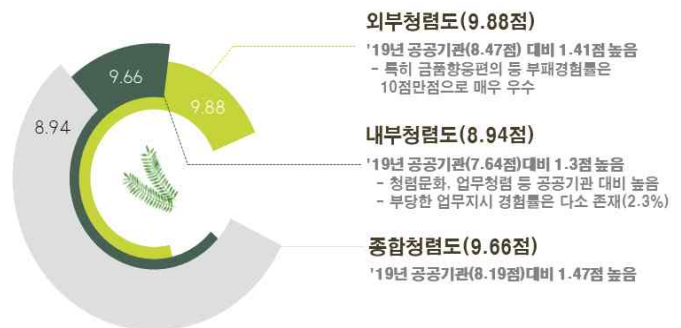 외부청렴도(9.88점)
'19년 공공기관(8.47점) 대비 1.41점 높음
- 특히 금품향응편의 등 부패경험률은
10점만점으로 매우 우수
9.66
9.88
8.94
내부청렴도(8.94점)
'19년 공공기관(7.64점)대비 1.3점 높음
- 청렴문화, 업무청렴 등 공공기관 대비 높음
- 부당한 업무지시 경험률은 다소 존재(2.3%)
종합청렴도(9.66점)
'19년 공공기관(8.19점)대비 1.47점 높음